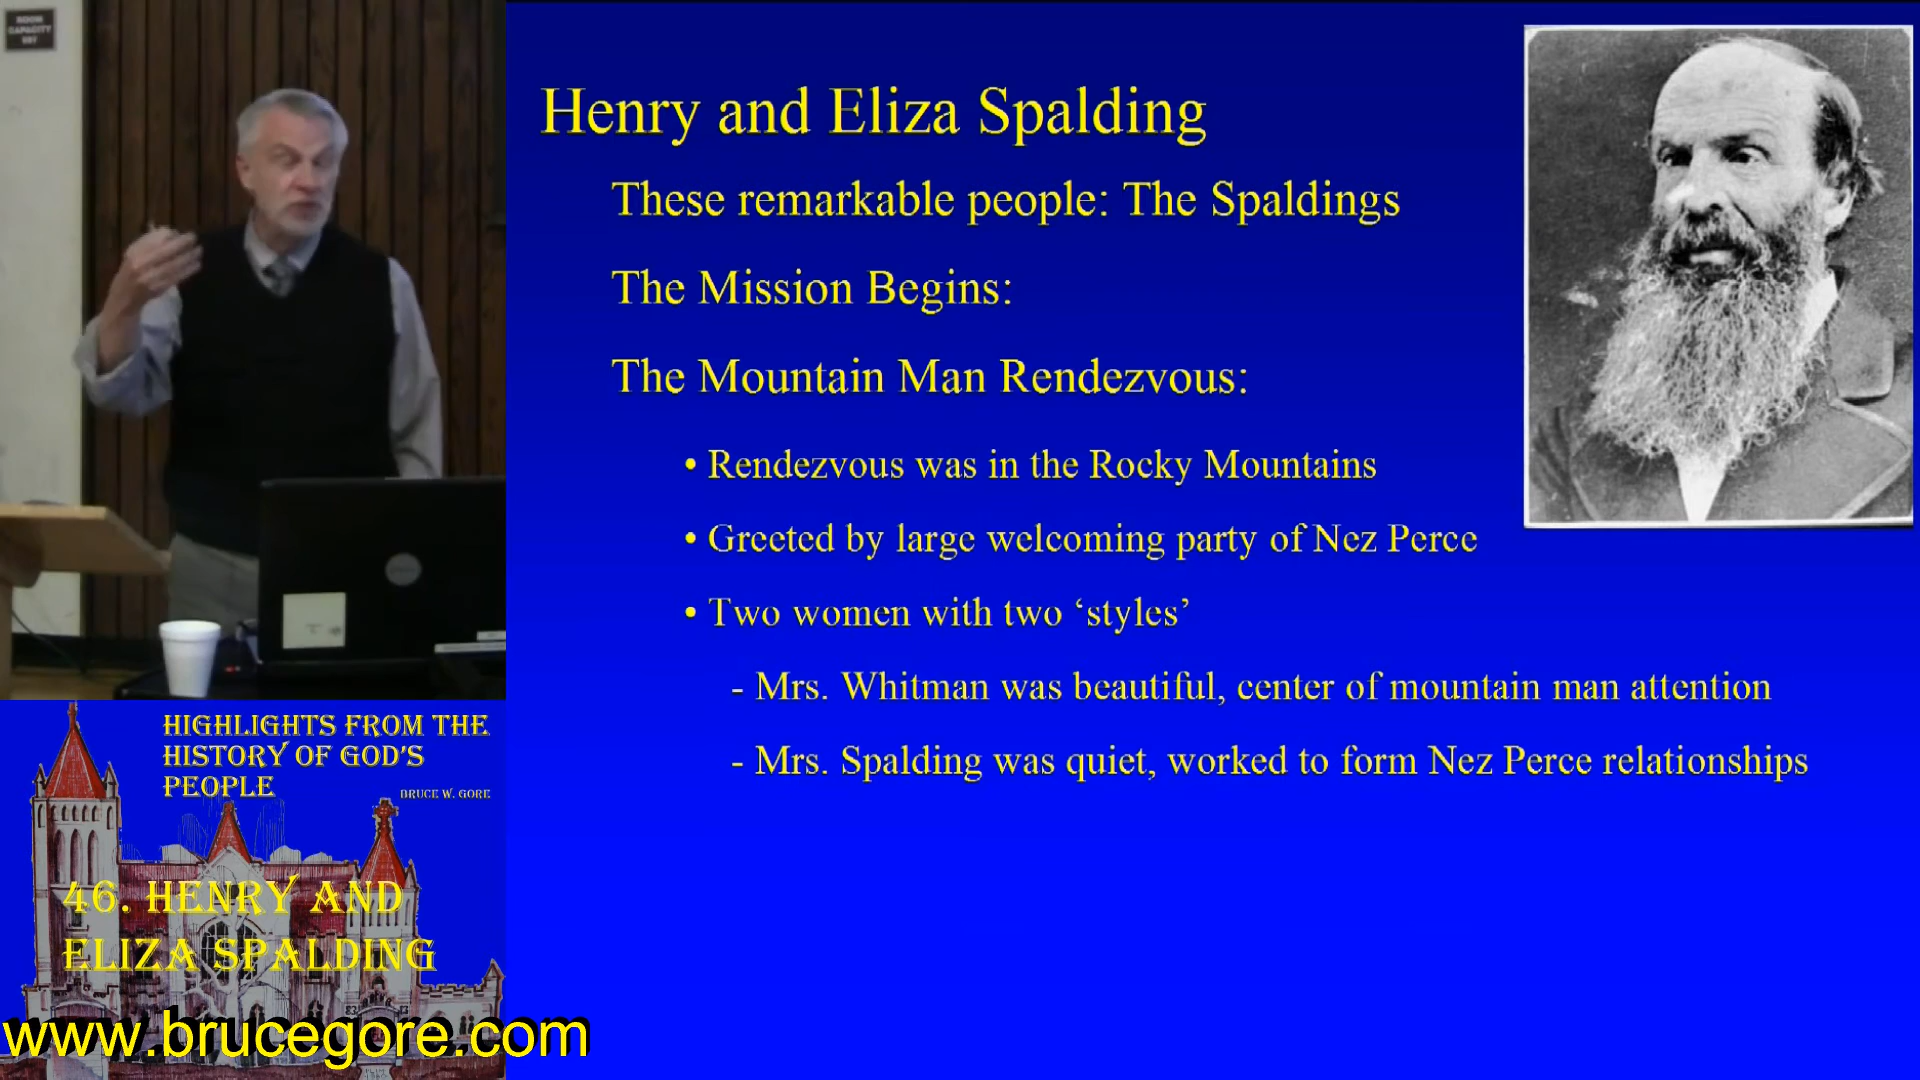 ROOM
CAPACITY
Henry and Eliza Spalding
These remarkable people: The Spaldings
The Mission Begins:
The Mountain Man Rendezvous:
• Rendezvous was in the Rocky Mountains
• Greeted by large welcoming party of Nez Perce
• Two women with two ‘styles’
- Mrs. Whitman was beautiful, center of mountain man attention
- Mrs. Spalding was quiet, worked to form Nez Perce relationships
HIGHLIGHTS FROM THE
HISTORY OF GOD'S
PEOPLE
BRUCE W. GORE
46. HENRY AND
ELIZA SPALDING
www.brucegore.com